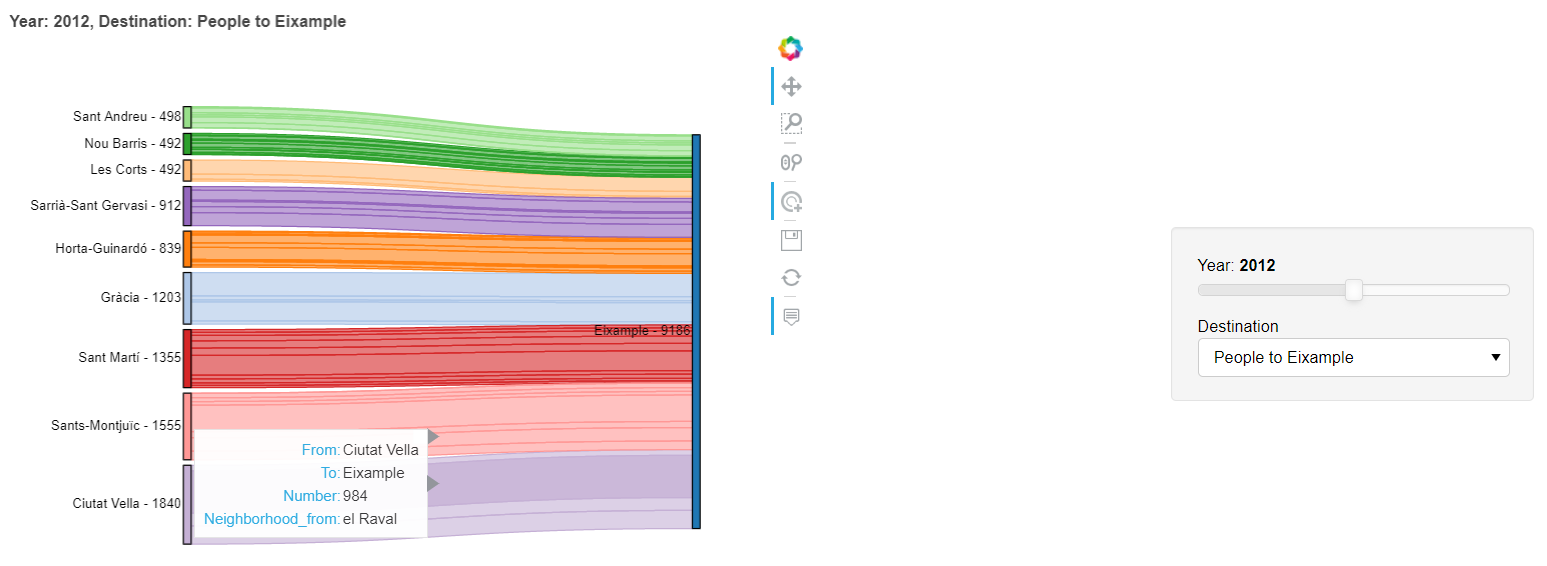 Year: 2012, Destination: People to Eixample
Sant Andreu - 498
Nou Barris - 492
Les Corts - 492
Sarrià-Sant Gervasi - 912
Horta-Guinardó - 839
Gràcia - 1203
Sant Martí - 1355
Sants-Montjuïc - 1555
Ciutat Vella - 1840
Eixample - 9186
From: Ciutat Vella
To: Eixample
Number: 984
Neighborhood_from: el Raval
Year: 2012
Destination
People to Eixample